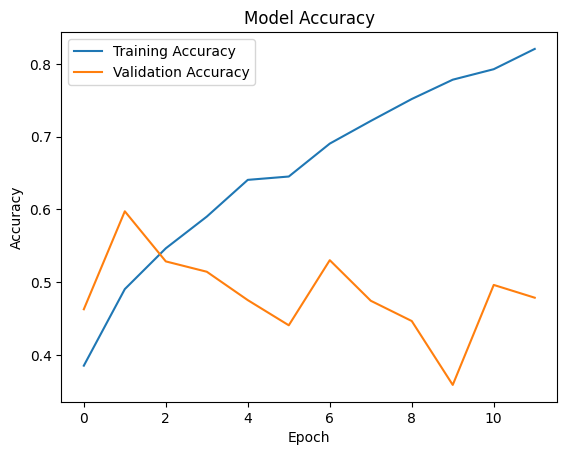 Model Accuracy
Training Accuracy
Validation Accuracy
0.8
0.7
0.6
0.5
0.4
Accuracy
0 2 4 6 8 10
Epoch